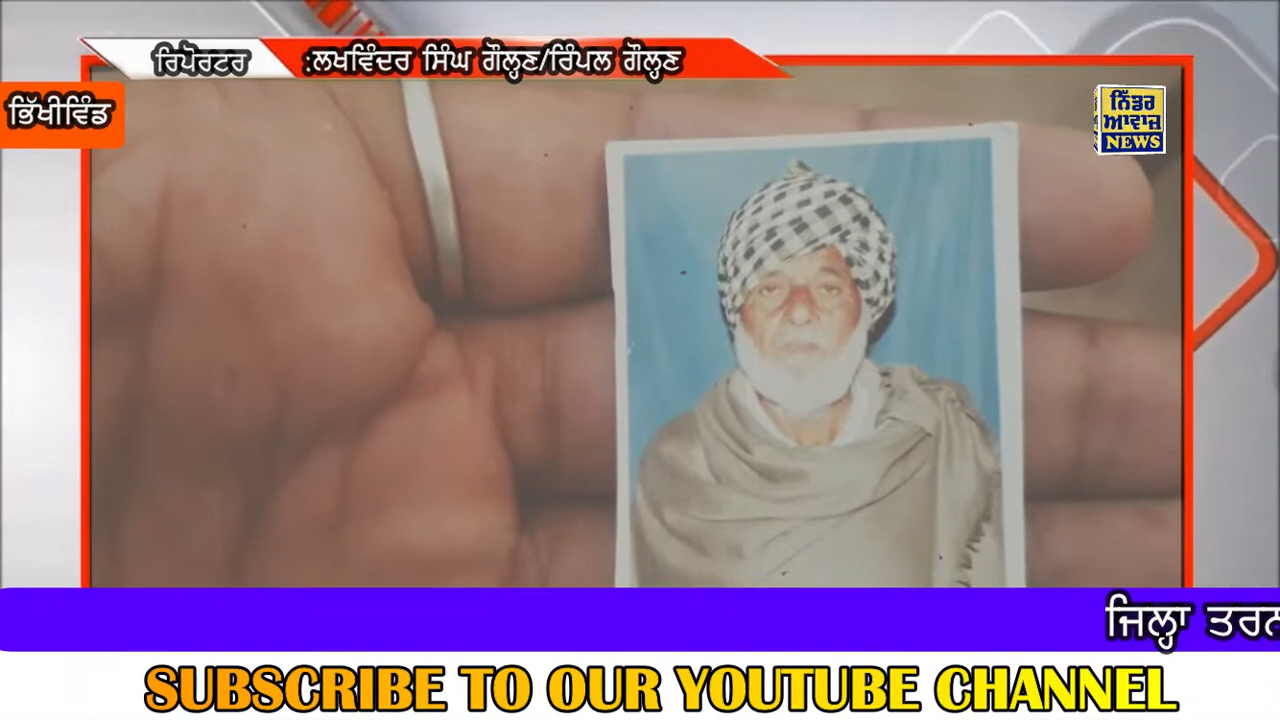 ਰਿਪੋਰਟਰ :ਲਖਵਿੰਦਰ ਸਿੰਘ ਗੌਲ੍ਹਣ/ਰਿੰਪਲ ਗੌਲ੍ਹਣ
ਭਿੱਖੀਵਿੰਡ
ਨਿੱਡਰ
ਆਵਾਜ਼
NEWS
ਜਿਲ੍ਹਾ
SUBSCRIBE TO OUR YOUTUBE CHANNEL